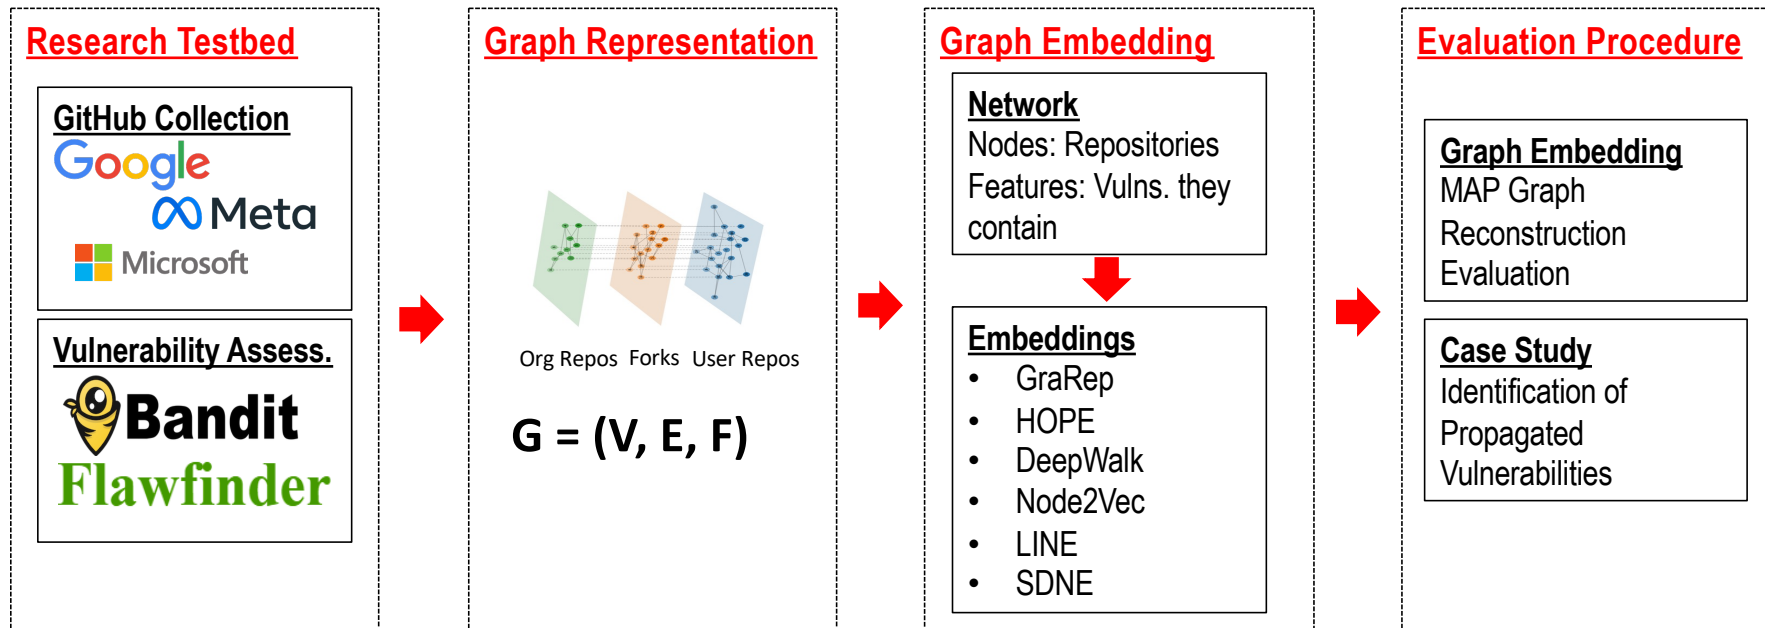 Research Testbed
GitHub Collection
Google
Meta
Microsoft
Vulnerability Assess.
Bandit
Flawfinder
Graph Representation
Org Repos Forks User Repos
G = (V, E, F)
Graph Embedding
Network
Nodes: Repositories
Features: Vulns. they
contain
Embeddings
• GraRep
• HOPE
• DeepWalk
• Node2Vec
• LINE
• SDNE
Evaluation Procedure
Graph Embedding
MAP Graph
Reconstruction
Evaluation
Case Study
Identification of
Propagated
Vulnerabilities